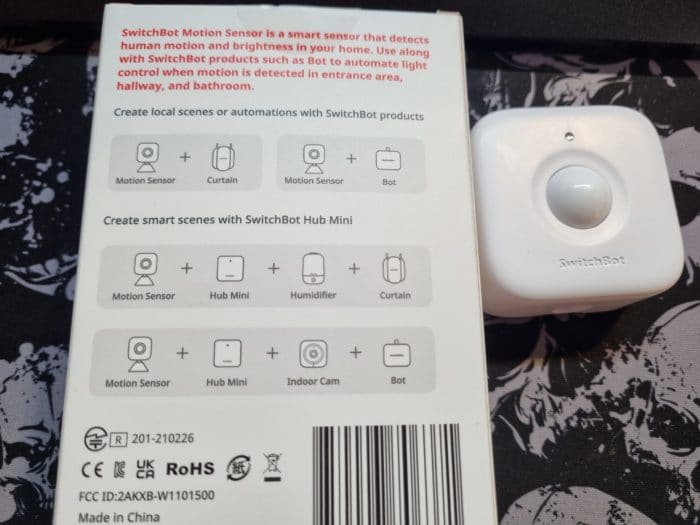 SwitchBot Motion Sensor is a smart sensor that detects
human motion and brightness in your home. Use along
with SwitchBot products such as Bot to automate light
control when motion is detected in entrance area,
hallway, and bathroom.
Create local scenes or automations with SwitchBot products
Motion Sensor + Curtain Motion Sensor + Bot
Create smart scenes with SwitchBot Hub Mini
Motion Sensor + Hub Mini + Humidifier + Curtain
Motion Sensor + Hub Mini + Indoor Cam + Bot
R 201-210226
CE UK CA RoHS 紙
FCC ID:2AKXB-W1101500
Made in China
SwitchBot